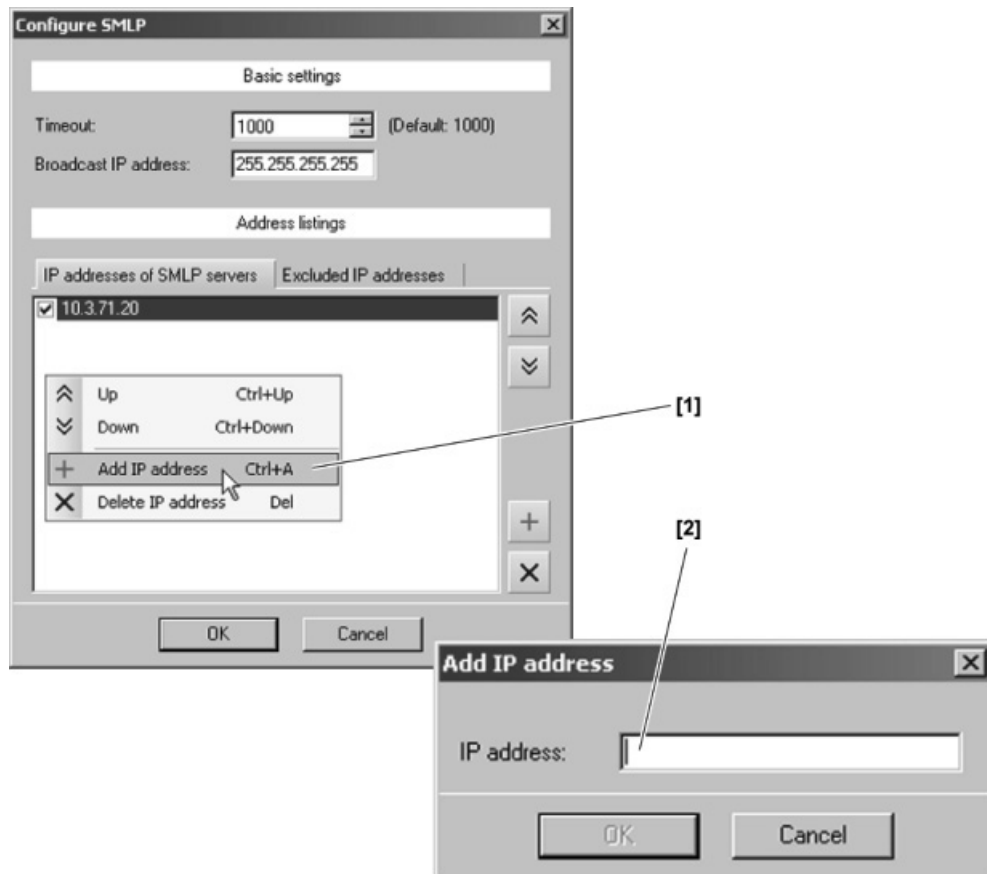 Configure SMLP
Basic settings
Timeout: 1000 (Default: 1000)
Broadcast IP address: 255.255.255.255
Address listings
IP addresses of SMLP servers Excluded IP addresses
10.3.71.20
Up Ctrl+Up
Down Ctrl+Down
[1]
Add IP address Ctrl+A
Delete IP address Del
[2]
OK Cancel
Add IP address
IP address:
OK Cancel